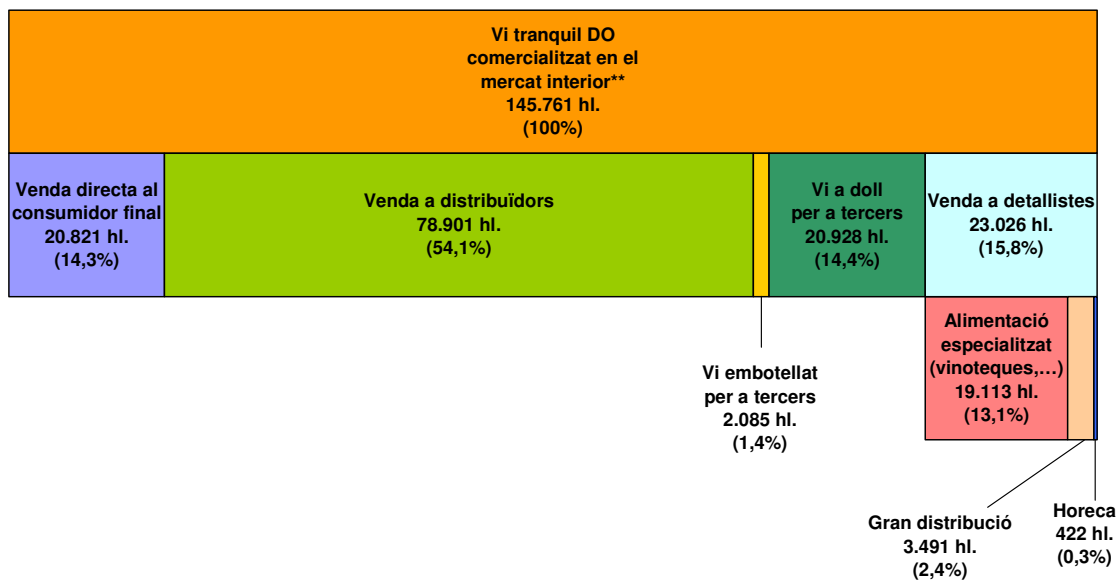 Vi tranquil DO
comercialitzat en el
mercat interior**
145.761 hl.
(100%)
Venda directa al
consumidor final
20.821 hl.
(14,3%)
Venda a distribuïdors
78.901 hl.
(54,1%)
Vi a doll
per a tercers
20.928 hl.
(14,4%)
Venda a detallistes
23.026 hl.
(15,8%)
Vi embotellat
per a tercers
2.085 hl.
(1,4%)
Alimentació
especialitzat
(vinoteques,...)
19.113 hl.
(13,1%)
Gran distribució
3.491 hl.
(2,4%)
Horeca
422 hl.
(0,3%)